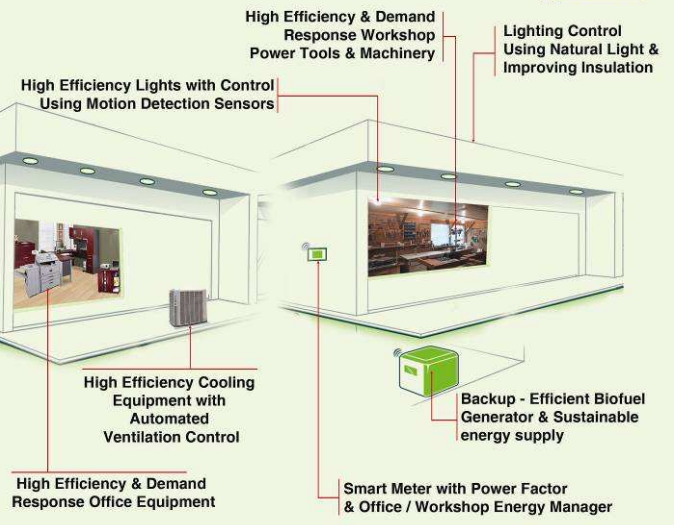 High Efficiency & Demand
Response Workshop
Power Tools & Machinery
Lighting Control
Using Natural Light &
Improving Insulation
High Efficiency Lights with Control
Using Motion Detection Sensors
High Efficiency Cooling
Equipment with
Automated
Ventilation Control
Backup - Efficient Biofuel
Generator & Sustainable
energy supply
High Efficiency & Demand
Response Office Equipment
Smart Meter with Power Factor
& Office / Workshop Energy Manager